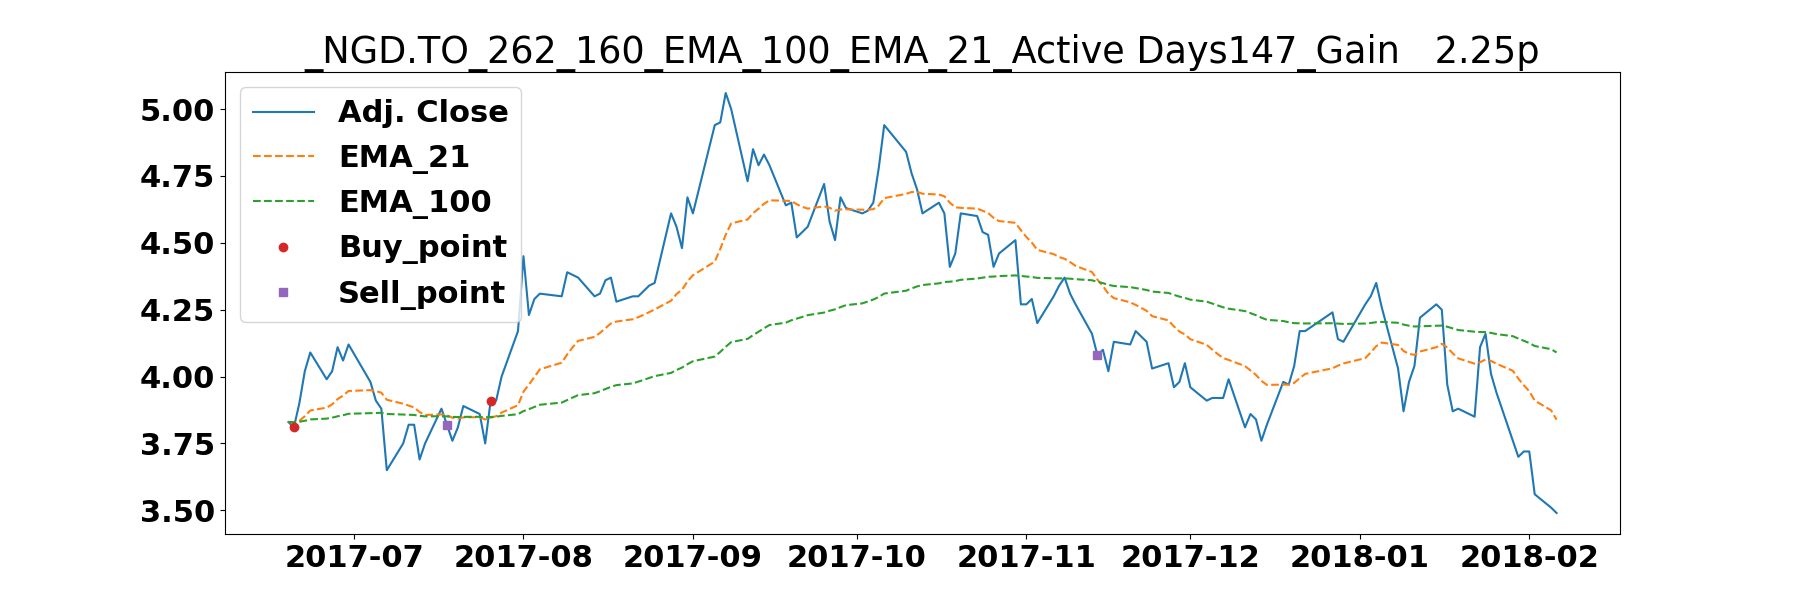 _NGD.TO_262_160_EMA_100_EMA_21_Active Days147_Gain   2.25p
Adj. Close
EMA_21
EMA_100
Buy_point
Sell_point
5.00
4.75
4.50
4.25
4.00
3.75
3.50
2017-07 2017-08 2017-09 2017-10 2017-11 2017-12 2018-01 2018-02